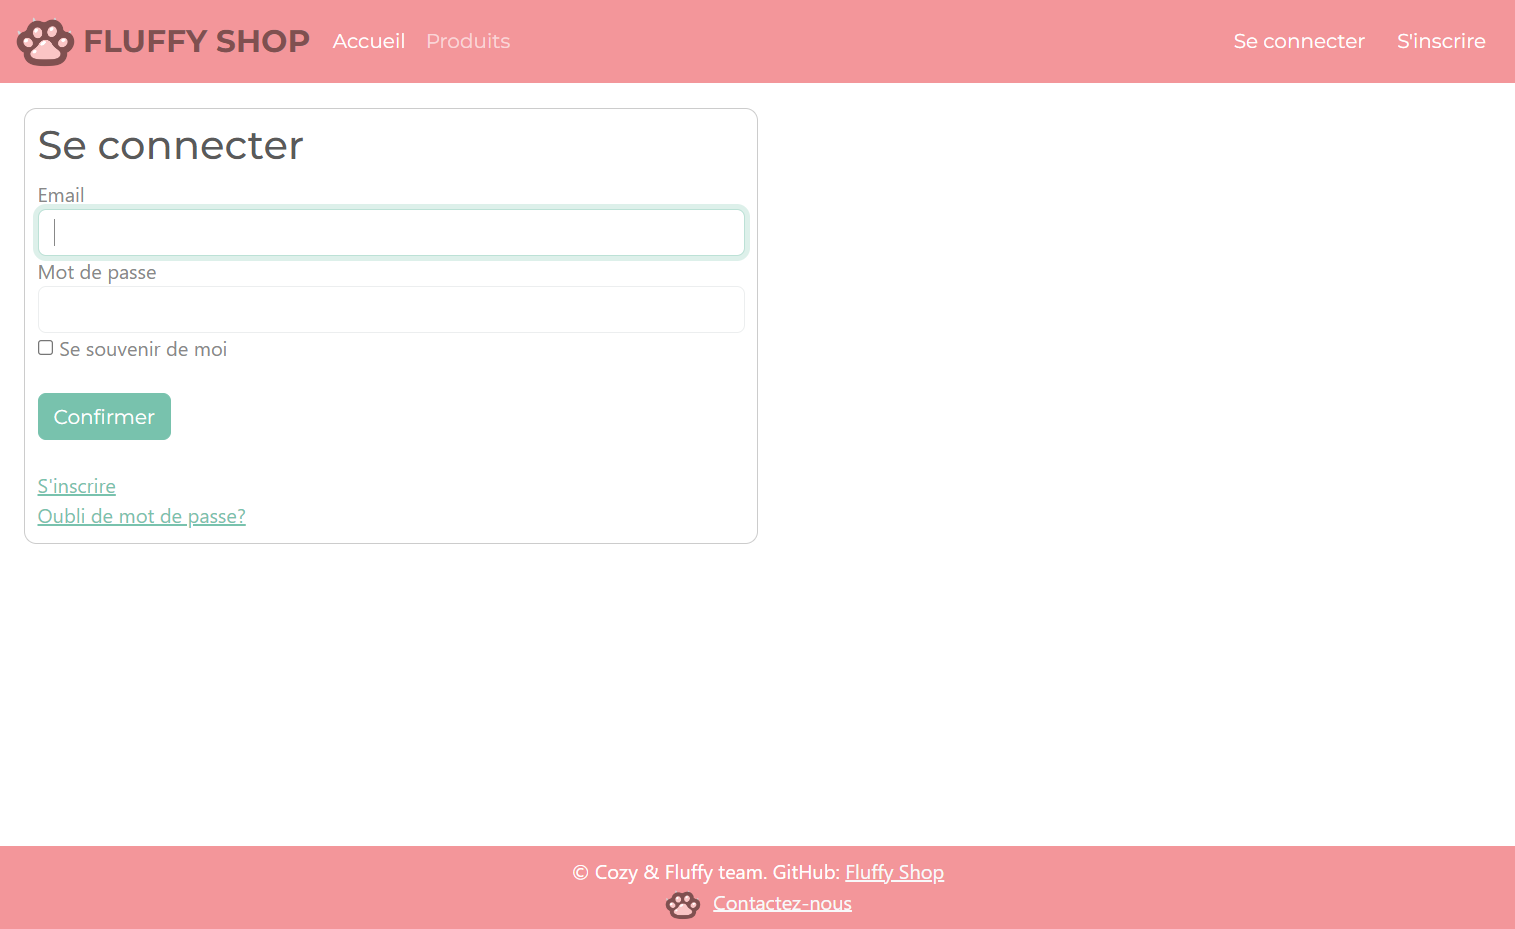 FLUFFY SHOP Accueil Produits Se connecter S'inscrire
Se connecter
Email
Mot de passe
Se souvenir de moi
Confirmer
S'inscrire
Oubli de mot de passe?
© Cozy & Fluffy team. GitHub: Fluffy Shop
Contactez-nous